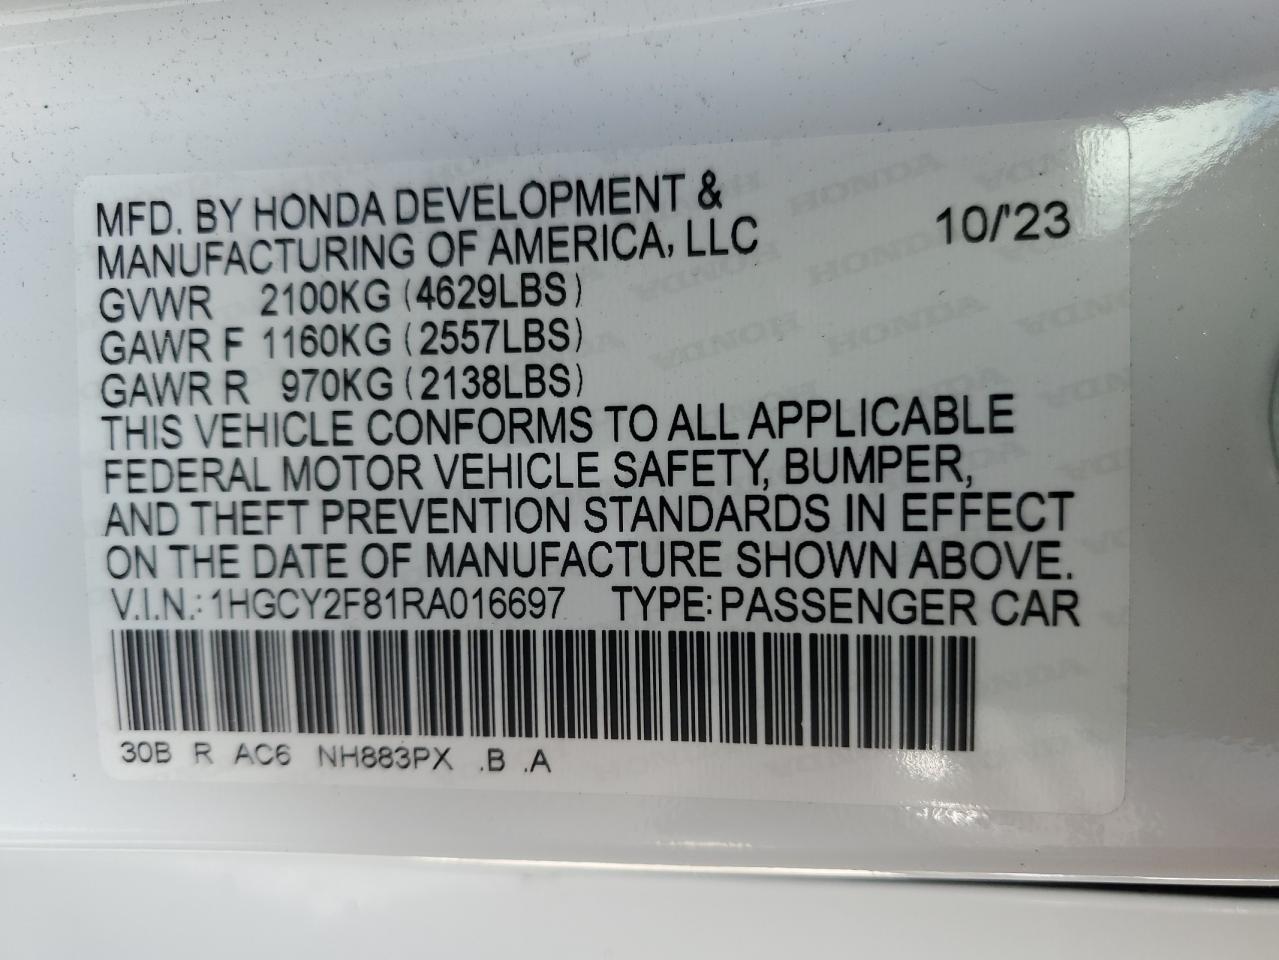 MFD. BY HONDA DEVELOPMENT &
MANUFACTURING OF AMERICA, LLC 10/'23
GVWR 2100KG (4629LBS)
GAWR F 1160KG (2557LBS)
GAWR R 970KG (2138LBS)
THIS VEHICLE CONFORMS TO ALL APPLICABLE
FEDERAL MOTOR VEHICLE SAFETY, BUMPER,
AND THEFT PREVENTION STANDARDS IN EFFECT
ON THE DATE OF MANUFACTURE SHOWN ABOVE.
V.I.N.: 1HGCY2F81RA016697 TYPE: PASSENGER CAR
30B R AC6 NH883PX .B .A